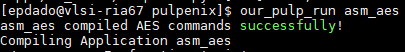 [epdado@vlsi-ria67 pulpenix]$ our_pulp_run asm_aes
asm_aes compiled AES commands successfully!
Compiling Application asm_aes